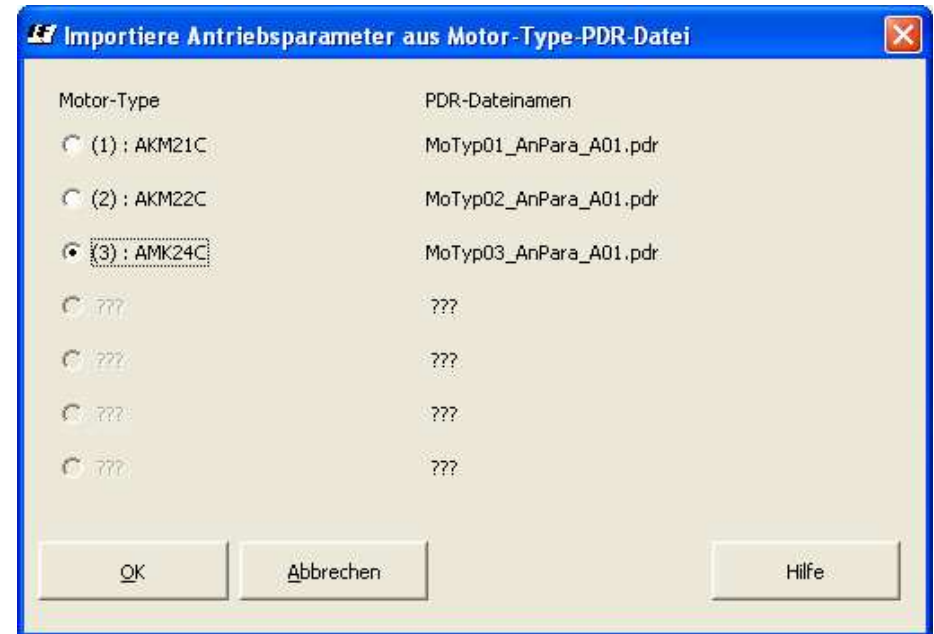 Importiere Antriebsparameter aus Motor-Type-PDR-Datei
Motor-Type PDR-Dateinamen
(1) : AKM21C MoTyp01_AnPara_A01.pdr
(2) : AKM22C MoTyp02_AnPara_A01.pdr
(3) : AMK24C MoTyp03_AnPara_A01.pdr
??? ???
??? ???
??? ???
??? ???
OK Abbrechen Hilfe